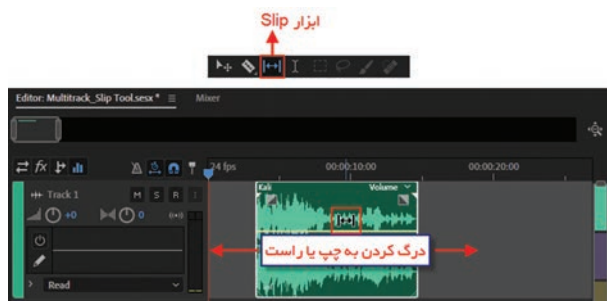 ابزار Slip
Editor: Multitrack_Slip Tool.sesx *
Mixer
fx
24 fps
00:00:10:00
00:00:20:00
Track 1
M S R I
Kali
Volume
+0
0
درگ کردن به چپ یا راست
Read